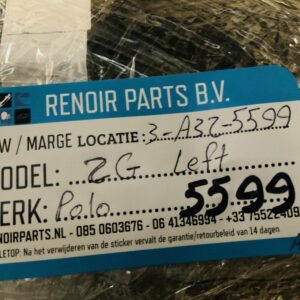 RENOIR PARTS B.V.
W / MARGE LOCATIE: 3-A32-5599
ODEL: 2G Left
ERK: Polo 5599
NOIRPARTS.NL - 085 0603676 - 06 41346994 - +33 75522409
LETOP: Na het verwijderen van de sticker vervalt de garantie/retourbeleid van 14 dagen